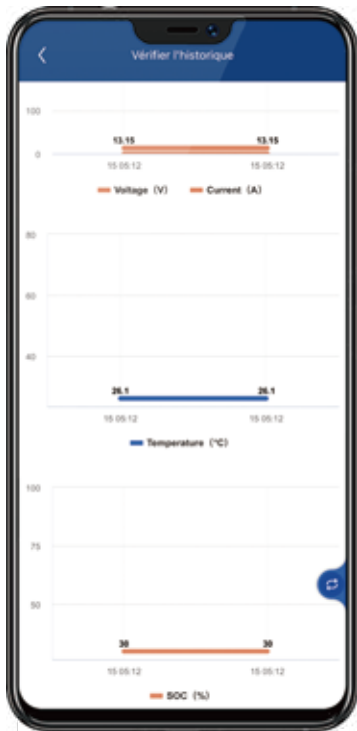 Vérifier l'historique
100
13.15 13.15
0
15 05:12 15 05:12
Voltage (V) Current (A)
80
60
40
26.1 26.1
15 05:12 15 05:12
Temperature (°C)
100
75
50
30 30
15 05:12 15 05:12
SOC (%)